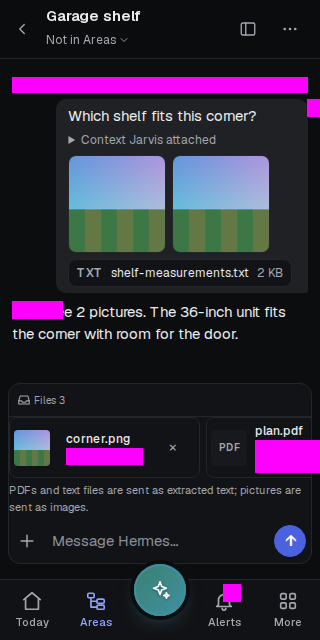 Garage shelf
Not in Areas
Which shelf fits this corner?
Context Jarvis attached
TXT shelf-measurements.txt 2 KB
2 pictures. The 36-inch unit fits
the corner with room for the door.
Files 3
corner.png ×
PDF plan.pdf
PDFs and text files are sent as extracted text; pictures are
sent as images.
Message Hermes...
Today Areas Alerts More